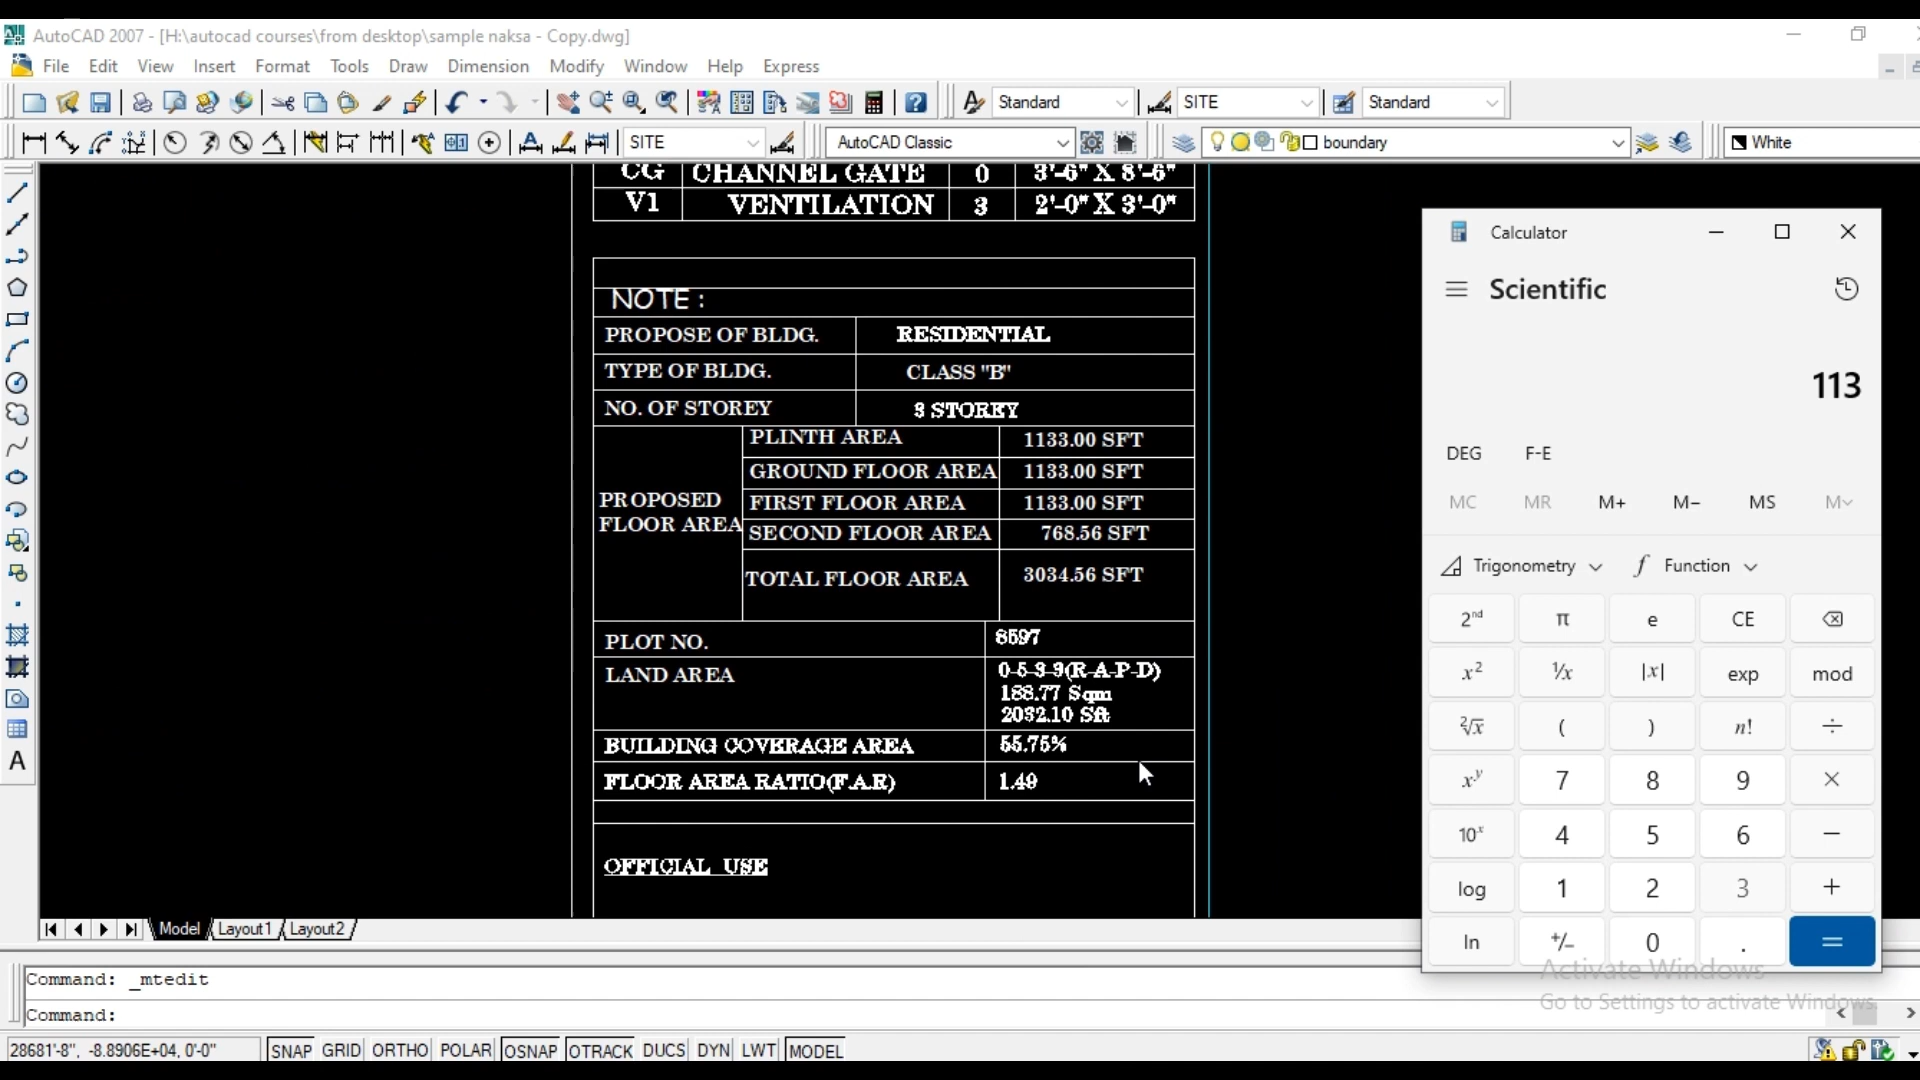 AutoCAD 2007 - [H:\autocad courses\from desktop\sample naksa - Copy.dwg]
File Edit View Insert Format Tools Draw Dimension Modify Window Help Express
Standard SITE Standard
SITE AutoCAD Classic boundary White
CG CHANNEL GATE 0 3'-6" X 8'-6"
V1 VENTILATION 3 2'-0" X 3'-0"
NOTE :
PROPOSE OF BLDG. RESIDENTIAL
TYPE OF BLDG. CLASS "B"
NO. OF STOREY 3 STOREY
PROPOSED FLOOR AREA
PLINTH AREA 1133.00 SFT
GROUND FLOOR AREA 1133.00 SFT
FIRST FLOOR AREA 1133.00 SFT
SECOND FLOOR AREA 768.56 SFT
TOTAL FLOOR AREA 3034.56 SFT
PLOT NO. 8597
LAND AREA 0-5-3-3(R-A-P-D)
188.77 Sqm
2032.10 Sft
BUILDING COVERAGE AREA 55.75%
FLOOR AREA RATIO(F.A.R) 1.49
OFFICIAL USE
Model Layout1 Layout2
Command: _mtedit
Command:
28681'-8", -8.8906E+04, 0'-0" SNAP GRID ORTHO POLAR OSNAP OTRACK DUCS DYN LWT MODEL
Calculator
Scientific
113
DEG F-E
MC MR M+ M− MS M
Trigonometry f Function
2nd π e CE
x² ¹/x |x| exp mod
²√x ( ) n! ÷
xʸ 7 8 9 ×
10ˣ 4 5 6 −
log 1 2 3 +
ln +/− 0 . =
Activate Windows
Go to Settings to activate Windows.
A